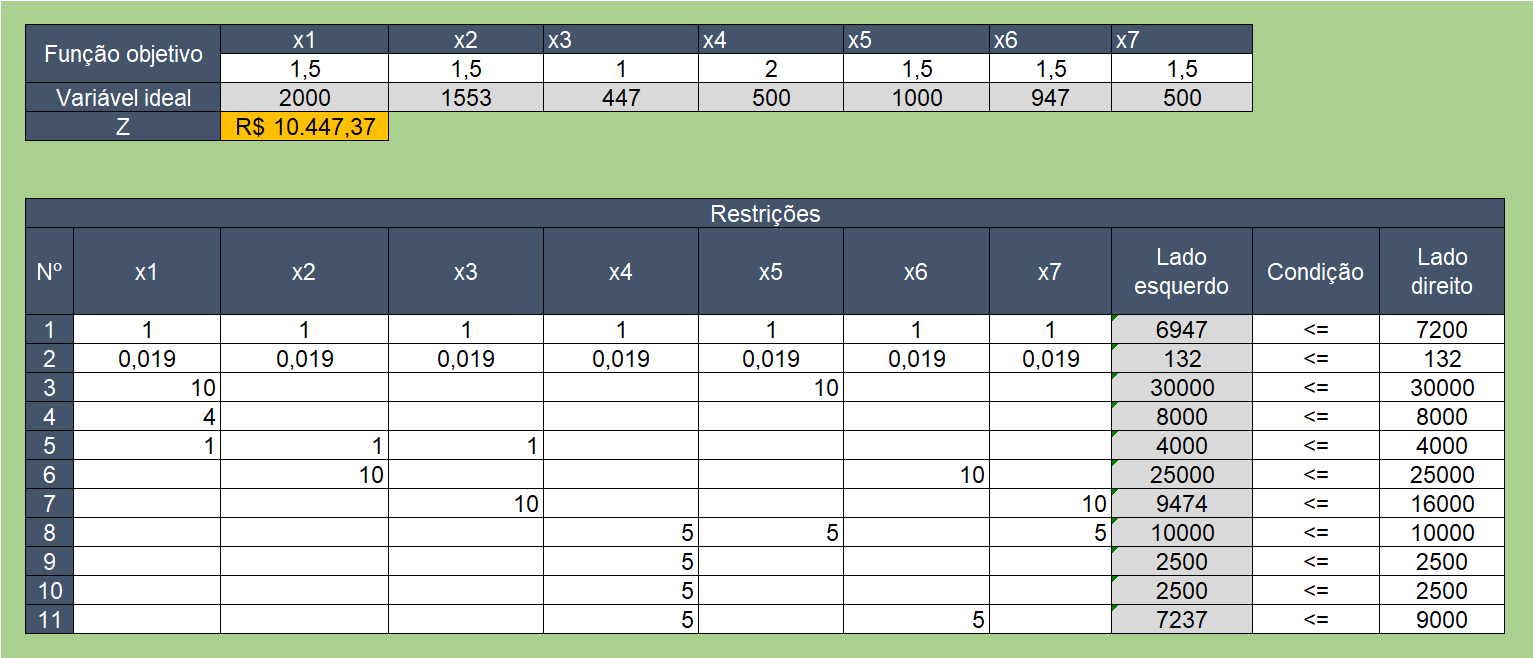 Função objetivo x1 x2 x3 x4 x5 x6 x7
1,5 1,5 1 2 1,5 1,5 1,5
Variável ideal 2000 1553 447 500 1000 947 500
Z R$ 10.447,37
Restrições
Nº x1 x2 x3 x4 x5 x6 x7 Lado esquerdo Condição Lado direito
1 1 1 1 1 1 1 1 6947 <= 7200
2 0,019 0,019 0,019 0,019 0,019 0,019 0,019 132 <= 132
3 10 10 30000 <= 30000
4 4 8000 <= 8000
5 1 1 1 4000 <= 4000
6 10 10 25000 <= 25000
7 10 10 9474 <= 16000
8 5 5 5 10000 <= 10000
9 5 2500 <= 2500
10 5 2500 <= 2500
11 5 5 7237 <= 9000